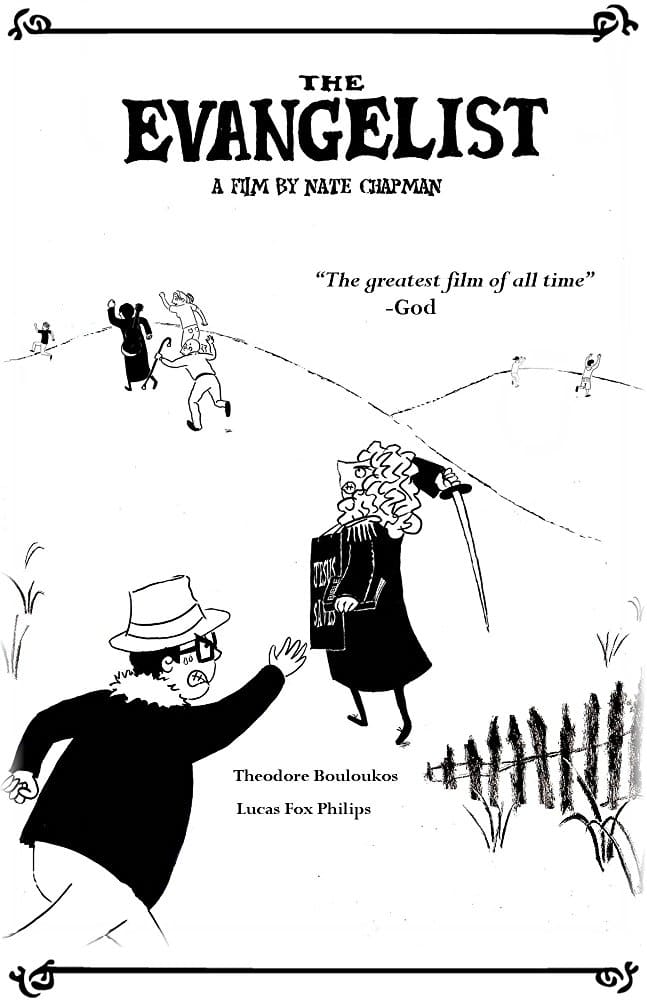 THE
EVANGELIST
A FILM BY NATE CHAPMAN
“The greatest film of all time”
-God
JESUS
SAVES
Theodore Bouloukos
Lucas Fox Philips